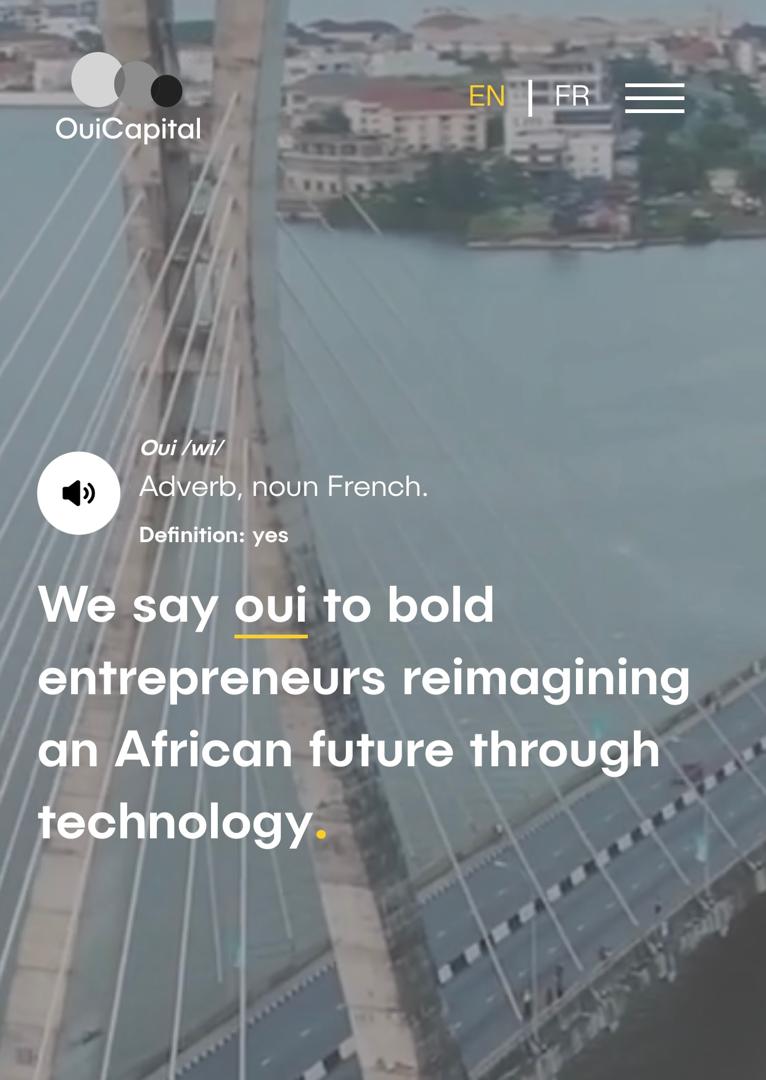 OuiCapital
EN | FR
Oui /wi/
Adverb, noun French.
Definition: yes
We say oui to bold
entrepreneurs reimagining
an African future through
technology.